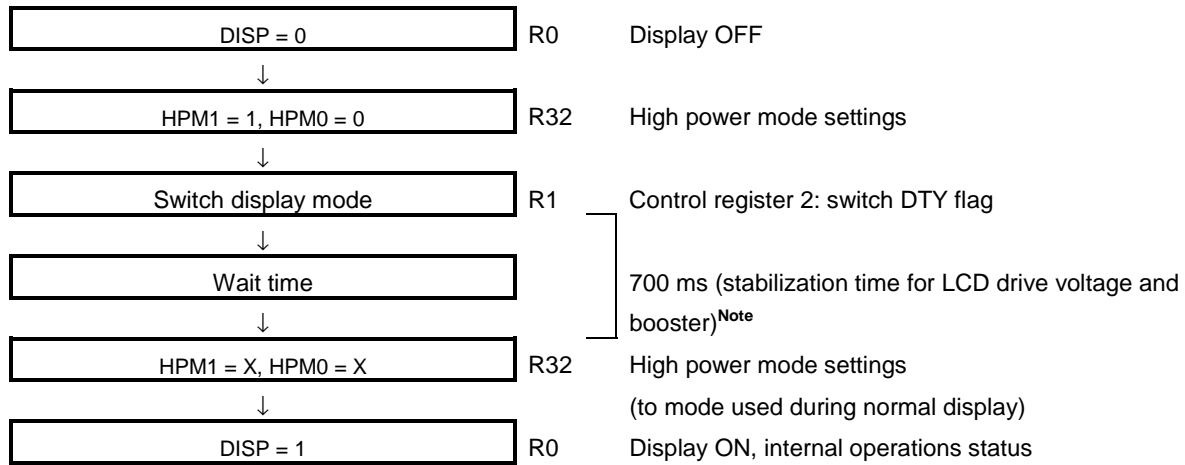 DISP = 0 R0 Display OFF
↓
HPM1 = 1, HPM0 = 0 R32 High power mode settings
↓
Switch display mode R1 Control register 2: switch DTY flag
↓
Wait time 700 ms (stabilization time for LCD drive voltage and
↓ booster)Note
HPM1 = X, HPM0 = X R32 High power mode settings
↓ (to mode used during normal display)
DISP = 1 R0 Display ON, internal operations status